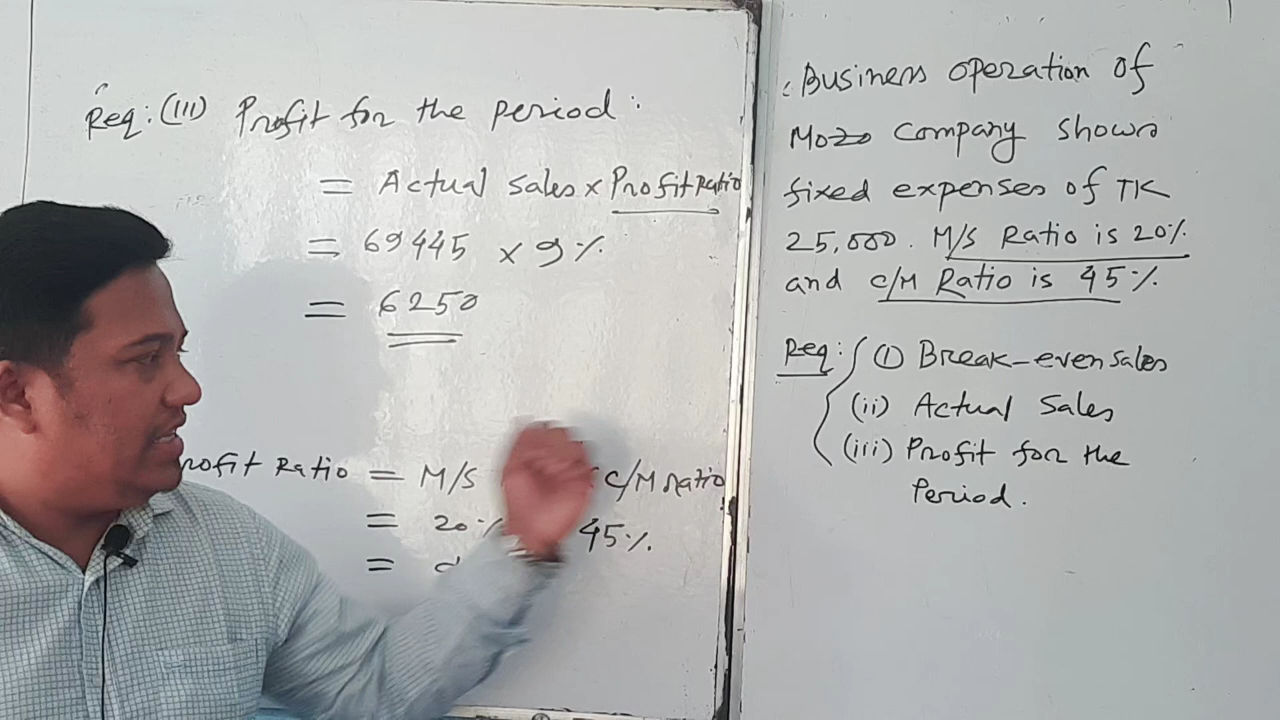 Req: (III) Profit for the period:
= Actual Sales × Profit Ratio
= 69445 × 9%
= 6250
rofit Ratio = M/S C/M Ratio
= 20% 45%
=
Business operation of
Mozo Company shows
fixed expenses of TK
25,000. M/S Ratio is 20%
and C/M Ratio is 45%.
Req: (i) Break-even sales
(ii) Actual Sales
(iii) Profit for the
Period.